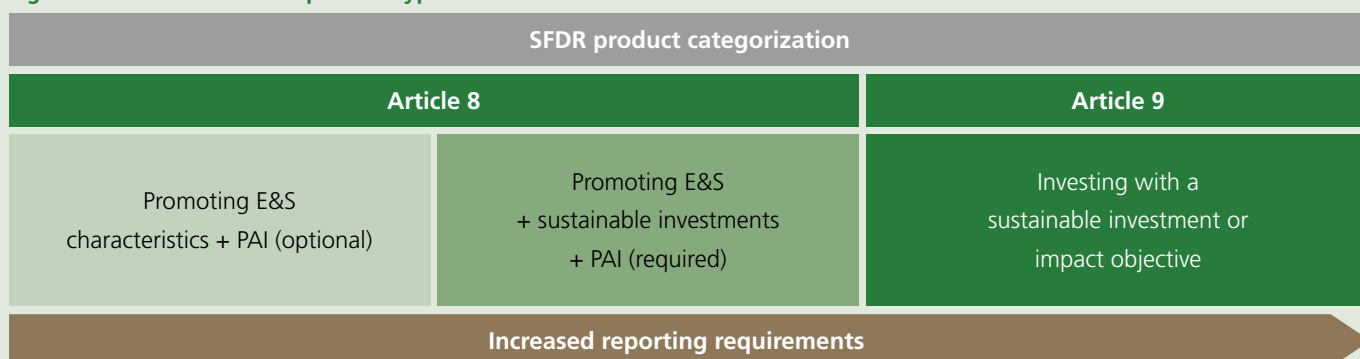 SFDR product categorization
Article 8
Article 9
Promoting E&S
characteristics + PAI (optional)
Promoting E&S
+ sustainable investments
+ PAI (required)
Investing with a
sustainable investment or
impact objective
Increased reporting requirements